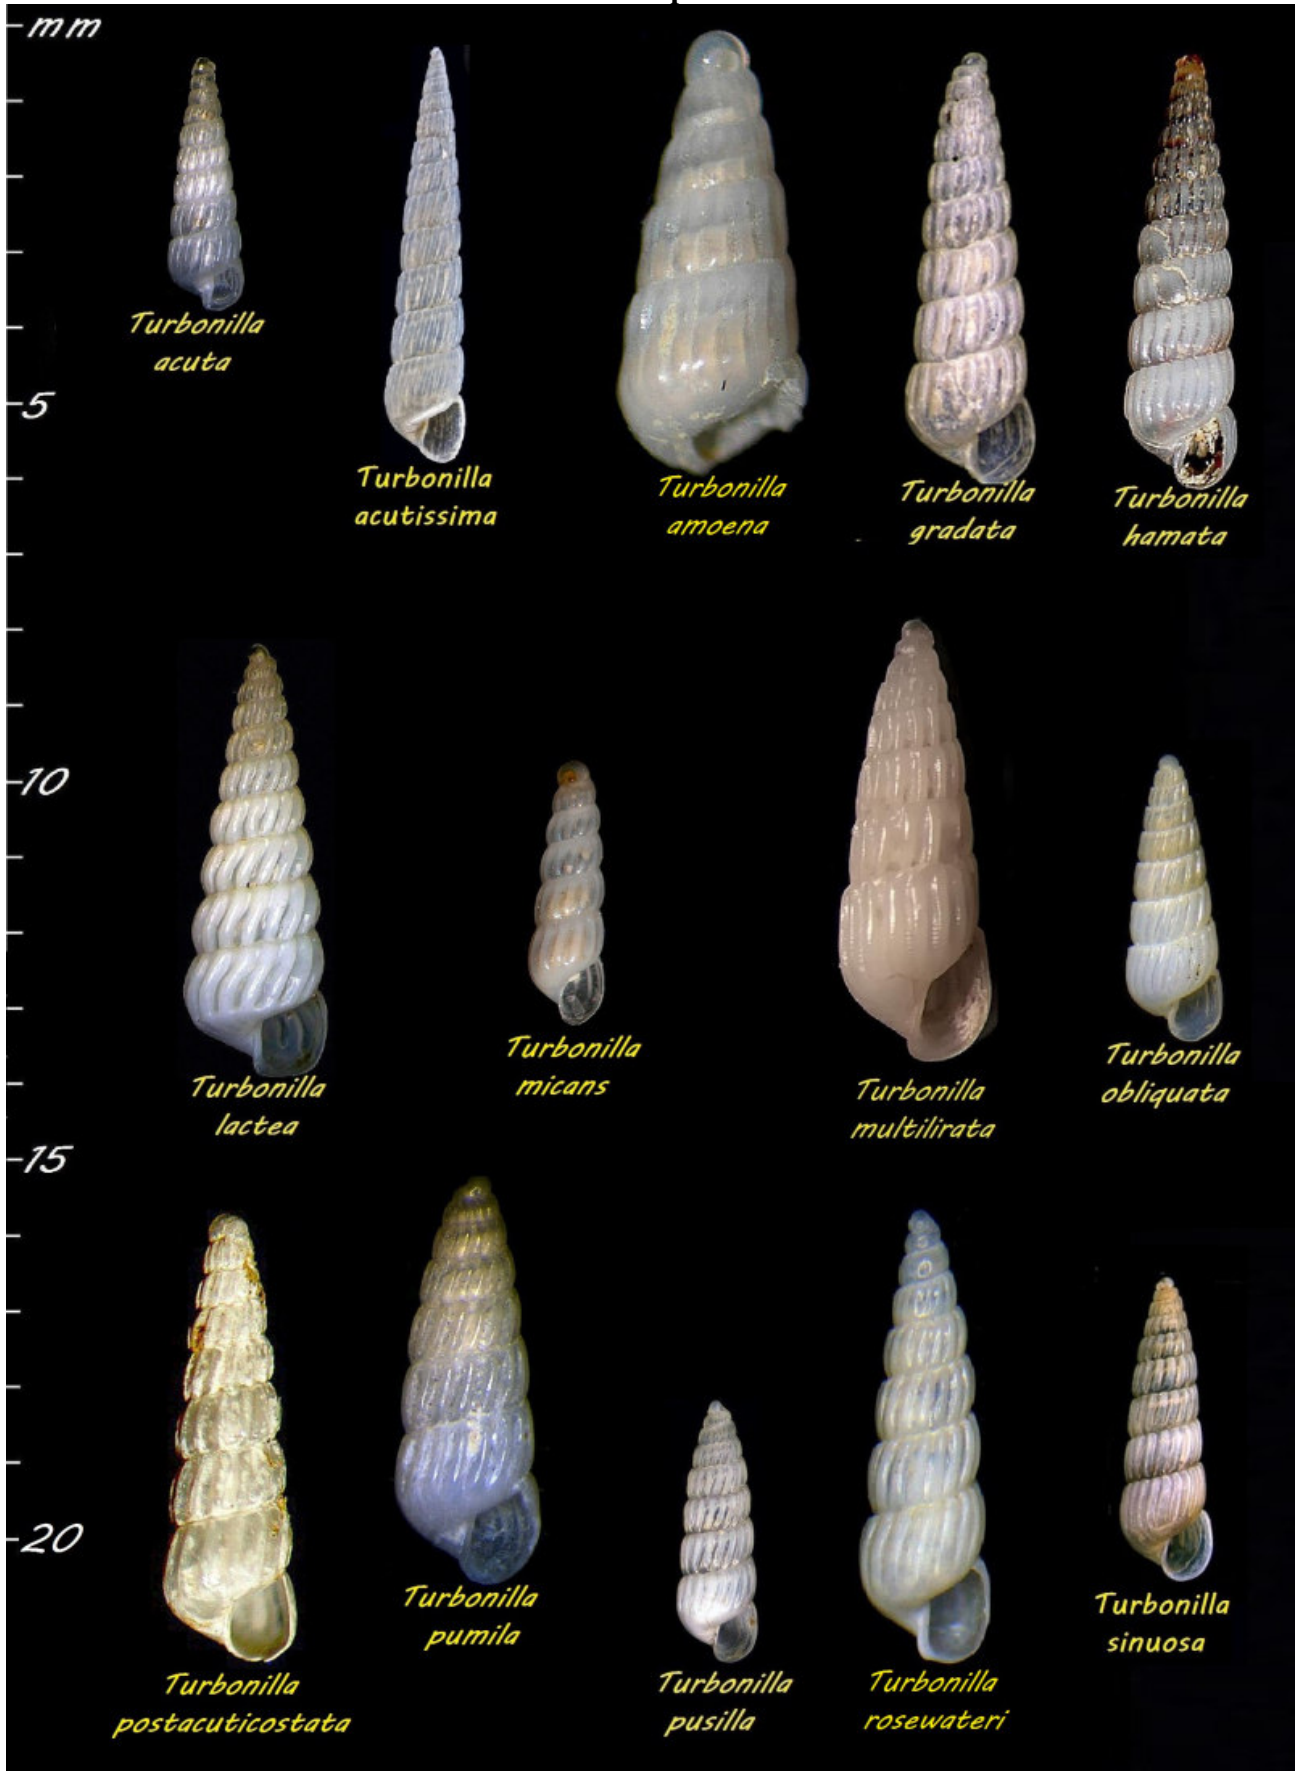 mm
Turbonilla
acuta
5
Turbonilla
acutissima
Turbonilla
amoena
Turbonilla
gradata
Turbonilla
hamata
10
Turbonilla
lactea
Turbonilla
micans
Turbonilla
multilirata
Turbonilla
obliquata
15
Turbonilla
postacuticostata
Turbonilla
pumila
Turbonilla
pusilla
Turbonilla
rosewateri
Turbonilla
sinuosa
20